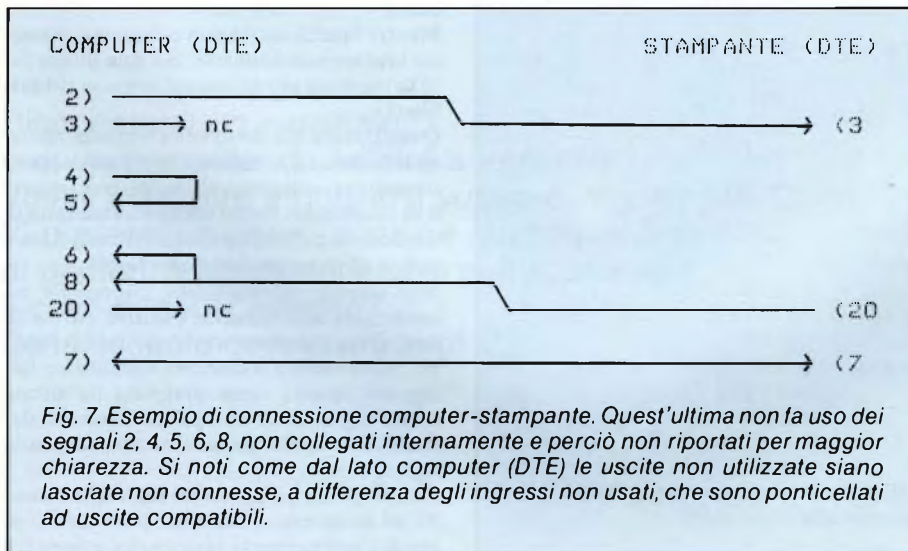 COMPUTER (DTE) STAMPANTE (DTE)
2)
3) nc (3
4)
5)
6)
8)
20) nc (20
7) (7
Fig. 7. Esempio di connessione computer-stampante. Quest'ultima non fa uso dei
segnali 2, 4, 5, 6, 8, non collegati internamente e perciò non riportati per maggior
chiarezza. Si noti come dal lato computer (DTE) le uscite non utilizzate siano
lasciate non connesse, a differenza degli ingressi non usati, che sono ponticellati
ad uscite compatibili.